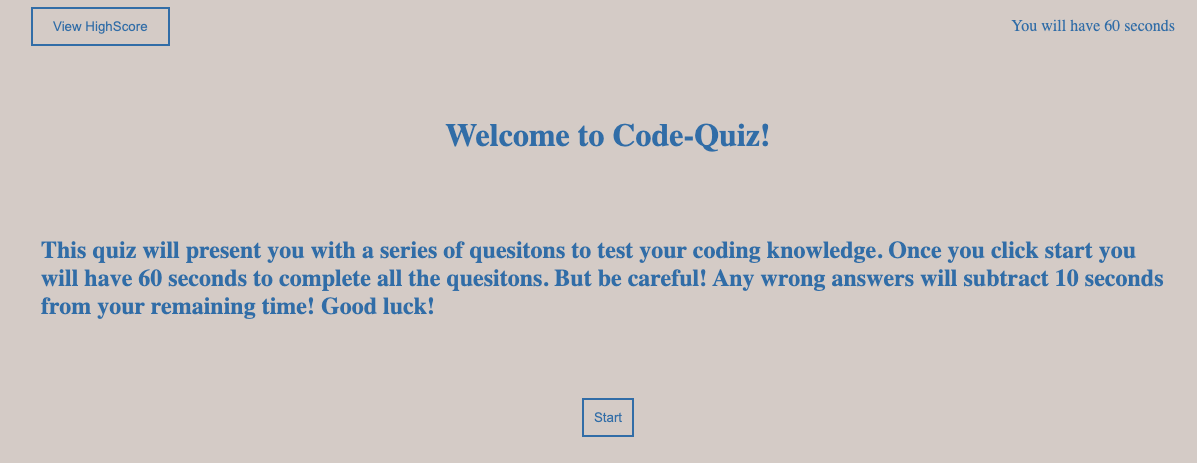 View HighScore
You will have 60 seconds
Welcome to Code-Quiz!
This quiz will present you with a series of quesitons to test your coding knowledge. Once you click start you
will have 60 seconds to complete all the quesitons. But be careful! Any wrong answers will subtract 10 seconds
from your remaining time! Good luck!
Start